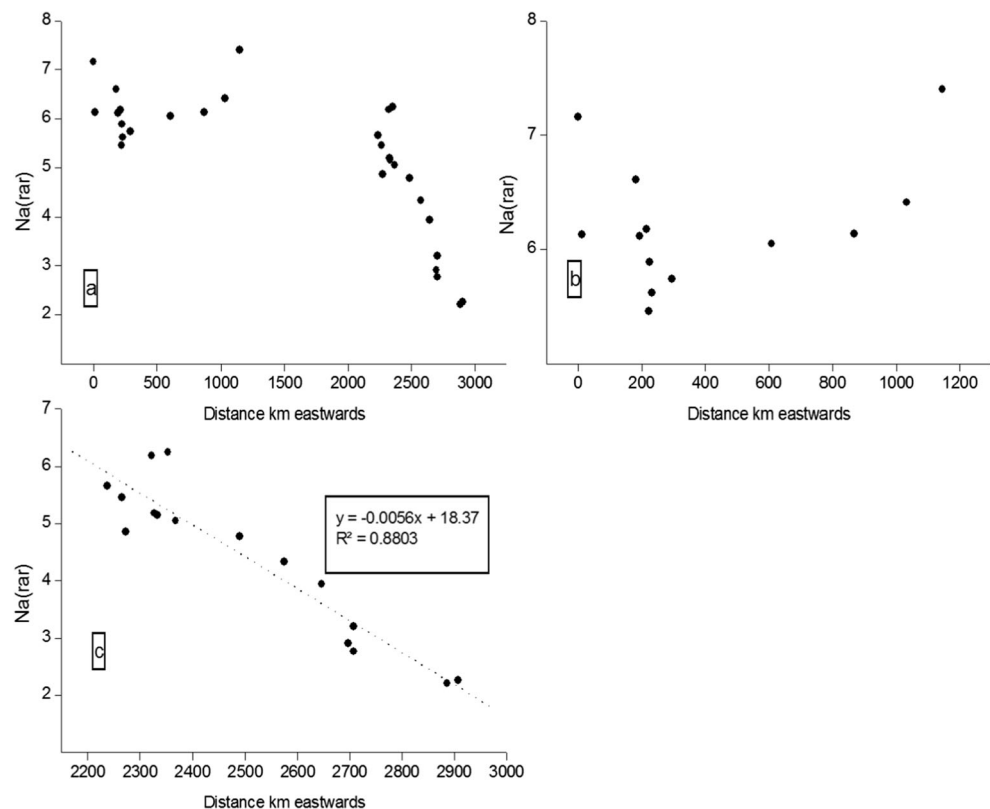 8
7
6
5
4
3
2
Na(rar)
a
0 500 1000 1500 2000 2500 3000
Distance km eastwards
8
7
6
Na(rar)
b
0 200 400 600 800 1000 1200
Distance km eastwards
7
6
5
4
3
2
Na(rar)
y = -0.0056x + 18.37
R² = 0.8803
c
2200 2300 2400 2500 2600 2700 2800 2900 3000
Distance km eastwards